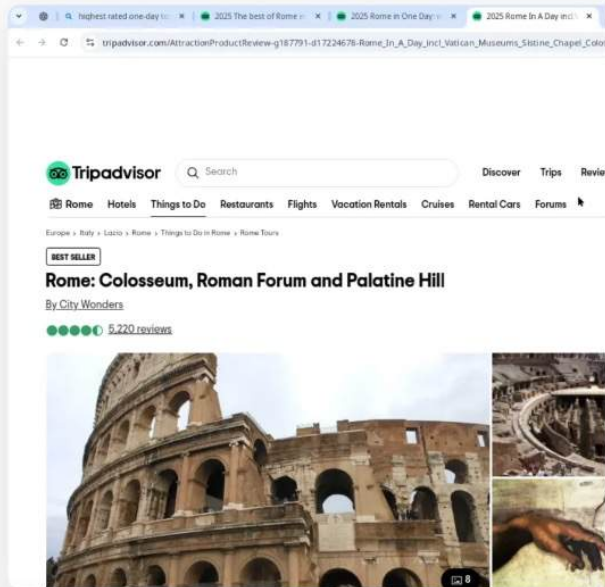 highest rated one-day to
2025 The best of Rome in
2025 Rome in One Day
2025 Rome In A Day incl
tripadvisor.com/AttractionProductReview-g187791-d17224678-Rome_In_A_Day_incl_Vatican_Museums_Sistine_Chapel_Colos
Tripadvisor
Search
Discover Trips Revie
Rome Hotels Things to Do Restaurants Flights Vacation Rentals Cruises Rental Cars Forums
Europe > Italy > Lazio > Rome > Things to Do in Rome > Rome Tours
BEST SELLER
Rome: Colosseum, Roman Forum and Palatine Hill
By City Wonders
5,220 reviews
8